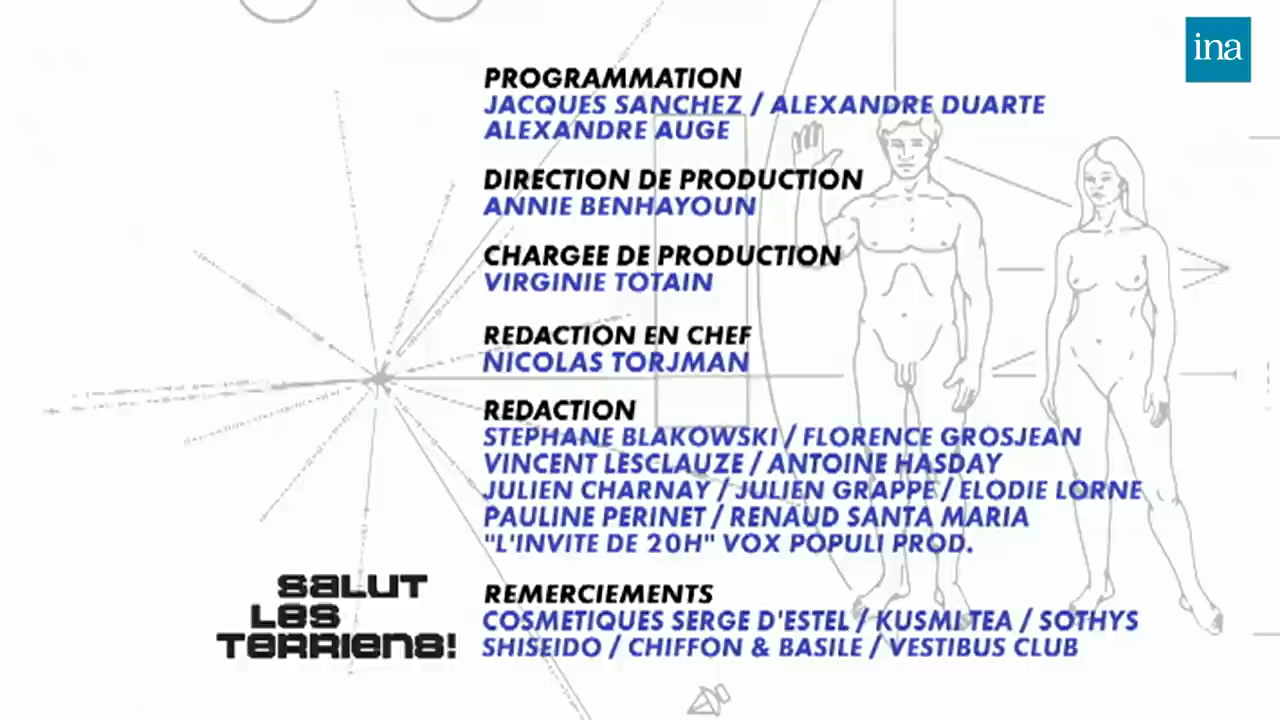 ina
PROGRAMMATION
JACQUES SANCHEZ / ALEXANDRE DUARTE
ALEXANDRE AUGE
DIRECTION DE PRODUCTION
ANNIE BENHAYOUN
CHARGEE DE PRODUCTION
VIRGINIE TOTAIN
REDACTION EN CHEF
NICOLAS TORJMAN
REDACTION
STEPHANE BLAKOWSKI / FLORENCE GROSJEAN
VINCENT LESCLAUZE / ANTOINE HASDAY
JULIEN CHARNAY / JULIEN GRAPPE / ELODIE LORNE
PAULINE PERINET / RENAUD SANTA MARIA
"L'INVITE DE 20H" VOX POPULI PROD.
REMERCIEMENTS
COSMETIQUES SERGE D'ESTEL / KUSMI TEA / SOTHYS
SHISEIDO / CHIFFON & BASILE / VESTIBUS CLUB
SALUT
LES
TERRIENS!